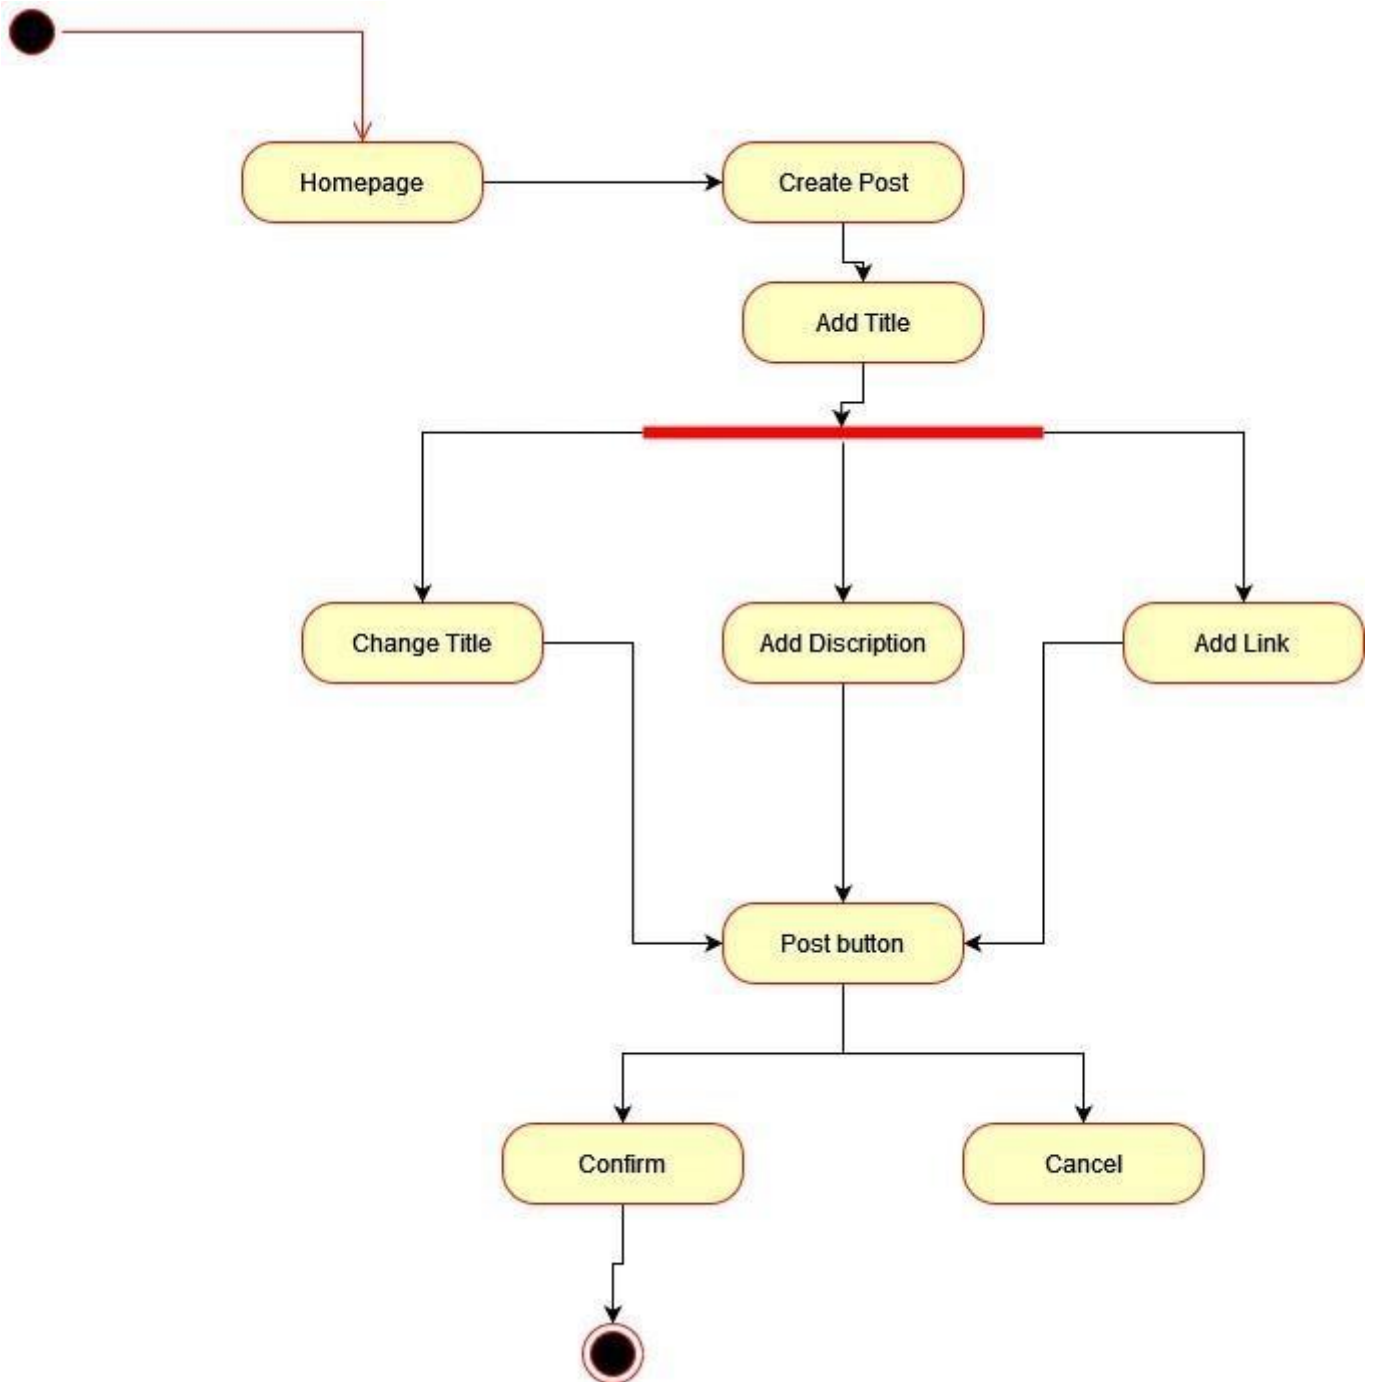 Homepage
Create Post
Add Title
Change Title
Add Discription
Add Link
Post button
Confirm
Cancel